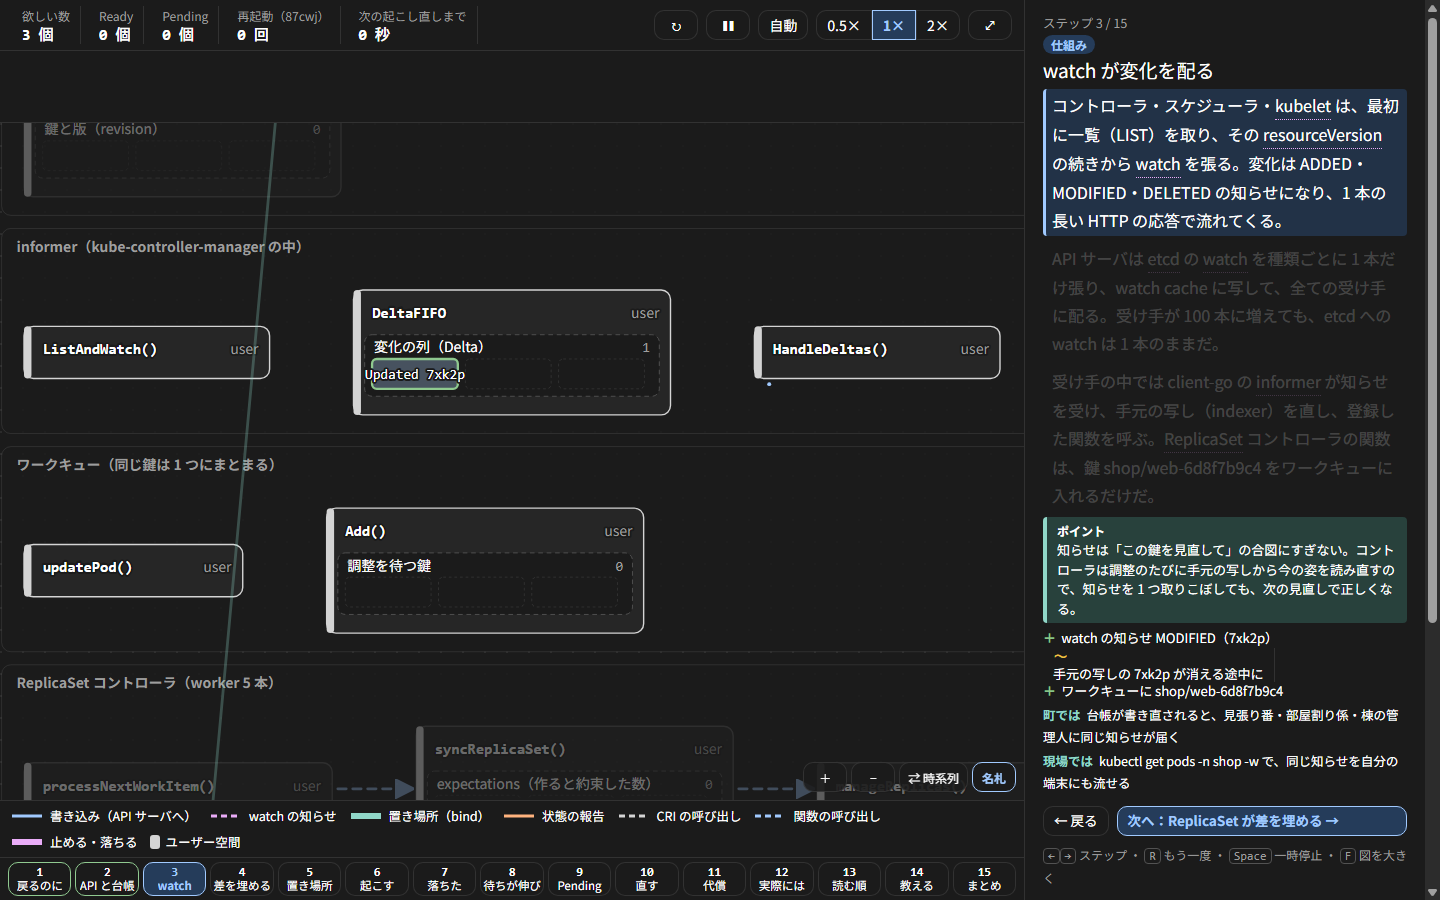 欲しい数
3 個
Ready
0 個
Pending
0 個
再起動（87cwj）
0 回
次の起こし直しまで
0 秒
↻
自動
0.5×
1×
2×
⤢
鍵と版（revision）
0
informer（kube-controller-manager の中）
ListAndWatch()
user
DeltaFIFO
user
変化の列（Delta）
1
Updated 7xk2p
HandleDeltas()
user
ワークキュー（同じ鍵は 1 つにまとまる）
updatePod()
user
Add()
user
調整を待つ鍵
0
ReplicaSet コントローラ（worker 5 本）
processNextWorkItem()
user
syncReplicaSet()
user
expectations（作ると約束した数）
0
+
−
⇄ 時系列
名札
書き込み（API サーバへ）
watch の知らせ
置き場所（bind）
状態の報告
CRI の呼び出し
関数の呼び出し
止める・落ちる
ユーザー空間
1
戻るのに
2
API と台帳
3
watch
4
差を埋める
5
置き場所
6
起こす
7
落ちた
8
待ちが伸び
9
Pending
10
直す
11
代償
12
実際には
13
読む順
14
教える
15
まとめ
ステップ 3 / 15
仕組み
watch が変化を配る
コントローラ・スケジューラ・kubelet は、最初
に一覧（LIST）を取り、その resourceVersion
の続きから watch を張る。変化は ADDED・
MODIFIED・DELETED の知らせになり、1 本の
長い HTTP の応答で流れてくる。
API サーバは etcd の watch を種類ごとに 1 本だ
け張り、watch cache に写して、全ての受け手
に配る。受け手が 100 本に増えても、etcd への
watch は 1 本のままだ。
受け手の中では client-go の informer が知らせ
を受け、手元の写し（indexer）を直し、登録し
た関数を呼ぶ。ReplicaSet コントローラの関数
は、鍵 shop/web-6d8f7b9c4 をワークキューに
入れるだけだ。
ポイント
知らせは「この鍵を見直して」の合図にすぎない。コント
ローラは調整のたびに手元の写しから今の姿を読み直すの
で、知らせを 1 つ取りこぼしても、次の見直しで正しくな
る。
+ watch の知らせ MODIFIED（7xk2p）
〜
手元の写しの 7xk2p が消える途中に
+ ワークキューに shop/web-6d8f7b9c4
町では 台帳が書き直されると、見張り番・部屋割り係・棟の管
理人に同じ知らせが届く
現場では kubectl get pods -n shop -w で、同じ知らせを自分の
端末にも流せる
← 戻る
次へ：ReplicaSet が差を埋める →
← → ステップ ・ R もう一度 ・ Space 一時停止 ・ F 図を大き
く